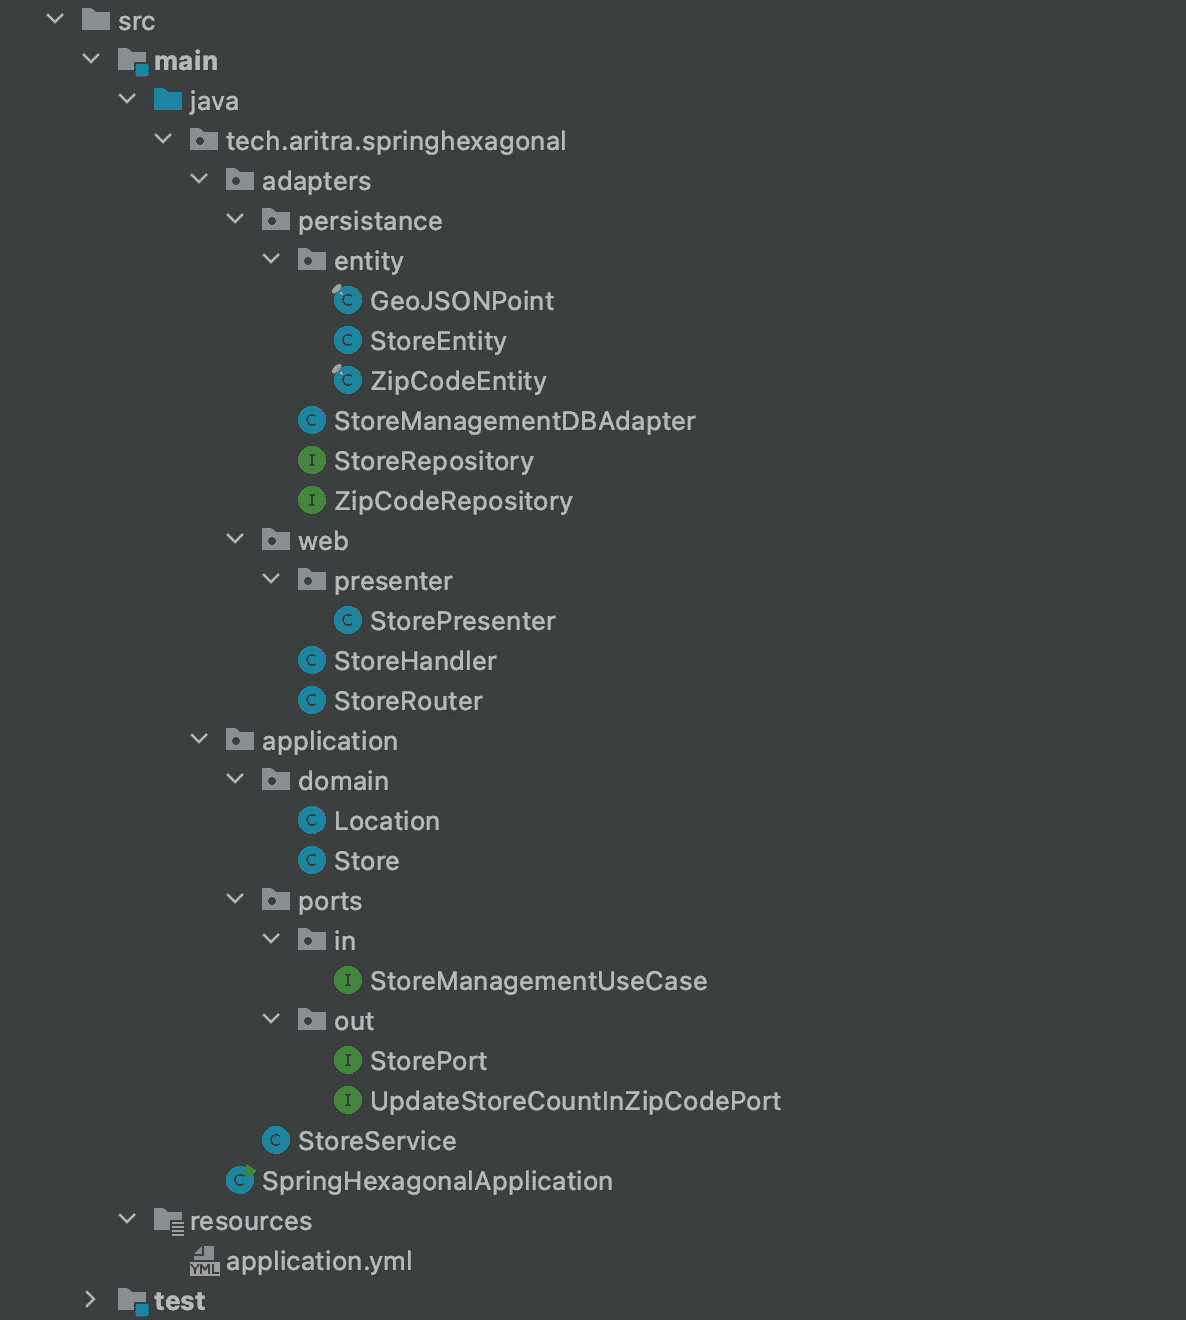 src
main
java
tech.aritra.springhexagonal
adapters
persistance
entity
C GeoJSONPoint
C StoreEntity
C ZipCodeEntity
C StoreManagementDBAdapter
I StoreRepository
I ZipCodeRepository
web
presenter
C StorePresenter
C StoreHandler
C StoreRouter
application
domain
C Location
C Store
ports
in
I StoreManagementUseCase
out
I StorePort
I UpdateStoreCountInZipCodePort
C StoreService
C SpringHexagonalApplication
resources
YML application.yml
test